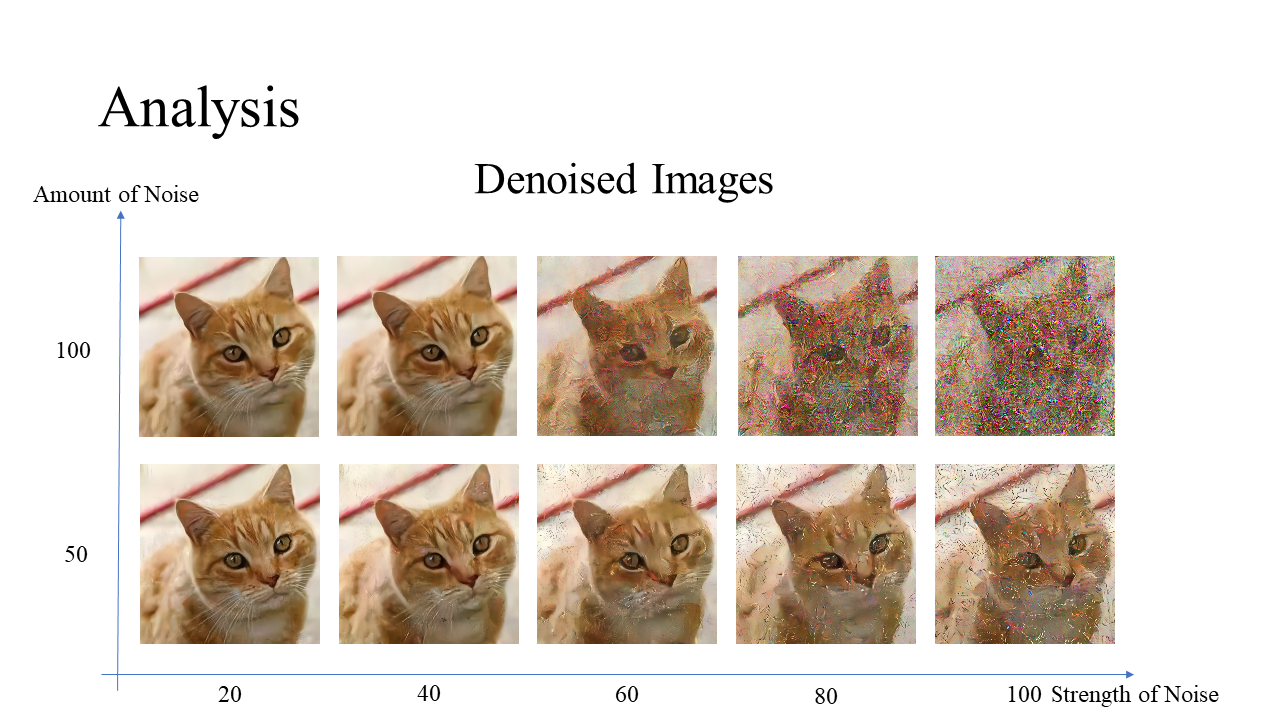 Analysis
Denoised Images
Amount of Noise
100
50
20 40 60 80 100 Strength of Noise